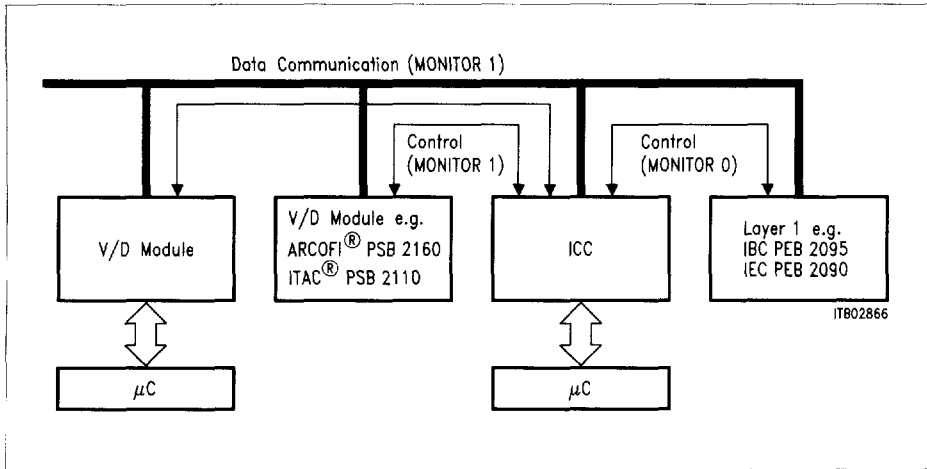 Data Communication (MONITOR 1)
Control
(MONITOR 1)
Control
(MONITOR 0)
V/D Module
V/D Module e.g.
ARCOFI® PSB 2160
ITAC® PSB 2110
ICC
Layer 1 e.g.
IBC PEB 2095
IEC PEB 2090
ITB02866
μC
μC